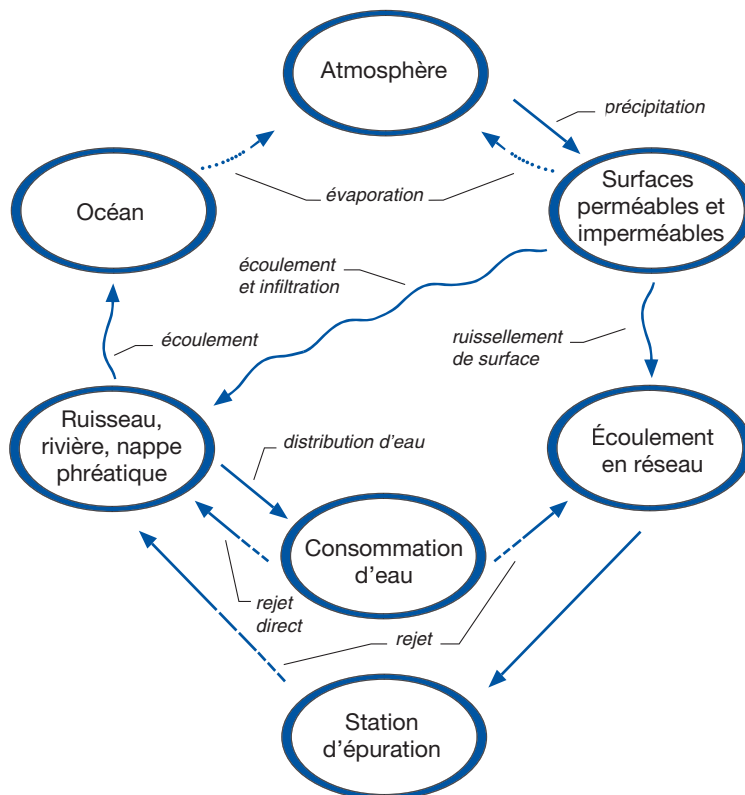 Atmosphère
précipitation
Océan
évaporation
Surfaces
perméables et
imperméables
écoulement
et infiltration
écoulement
ruissellement
de surface
Ruisseau,
rivière, nappe
phréatique
distribution d'eau
Écoulement
en réseau
Consommation
d'eau
rejet
direct
rejet
Station
d'épuration